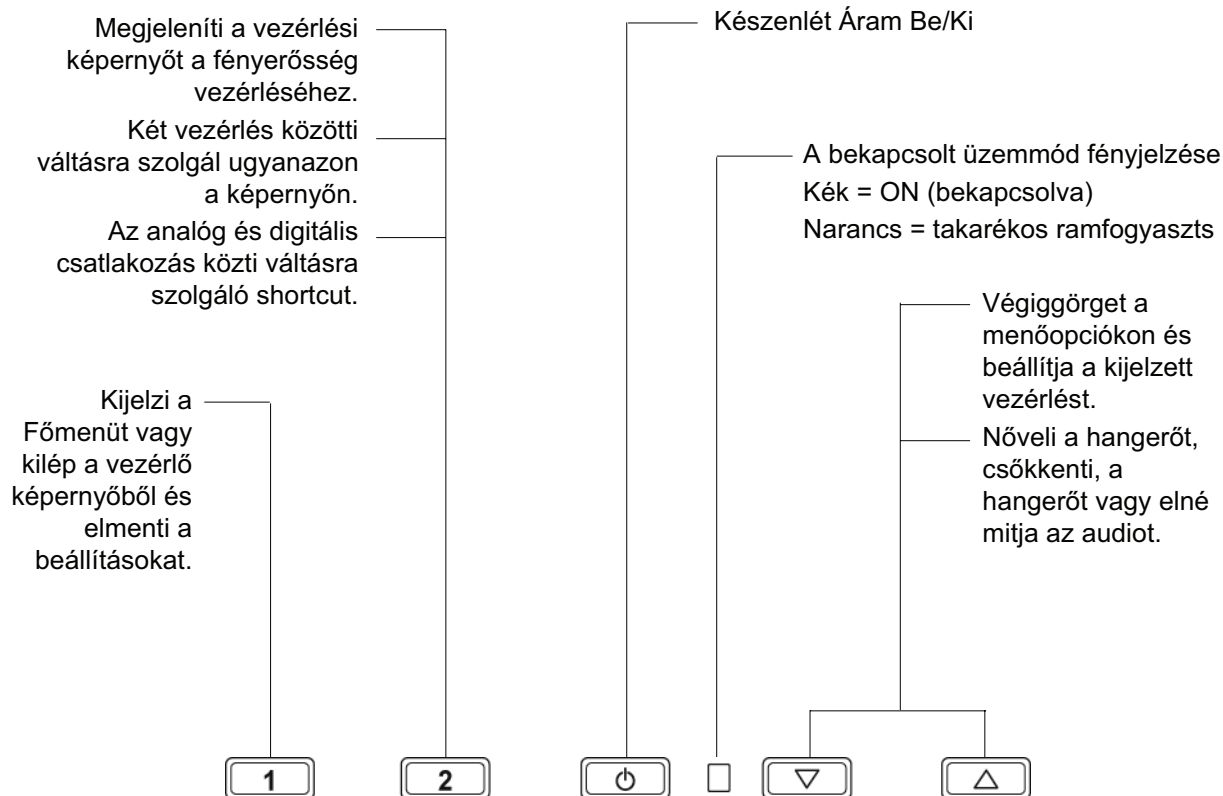 Megjeleníti a vezérlési
képernyőt a fényerősség
vezérléséhez.
Két vezérlés közötti
váltásra szolgál ugyanazon
a képernyőn.
Az analóg és digitális
csatlakozás közti váltásra
szolgáló shortcut.
Kijelzi a
Főmenüt vagy
kilép a vezérlő
képernyőből és
elmenti a
beállításokat.
Készenlét Áram Be/Ki
A bekapcsolt üzemmód fényjelzése
Kék = ON (bekapcsolva)
Narancs = takarékos ramfogyaszts
Végiggörget a
menőopciókon és
beállítja a kijelzett
vezérlést.
Nőveli a hangerőt,
csőkkenti, a
hangerőt vagy elné
mitja az audiot.
1
2